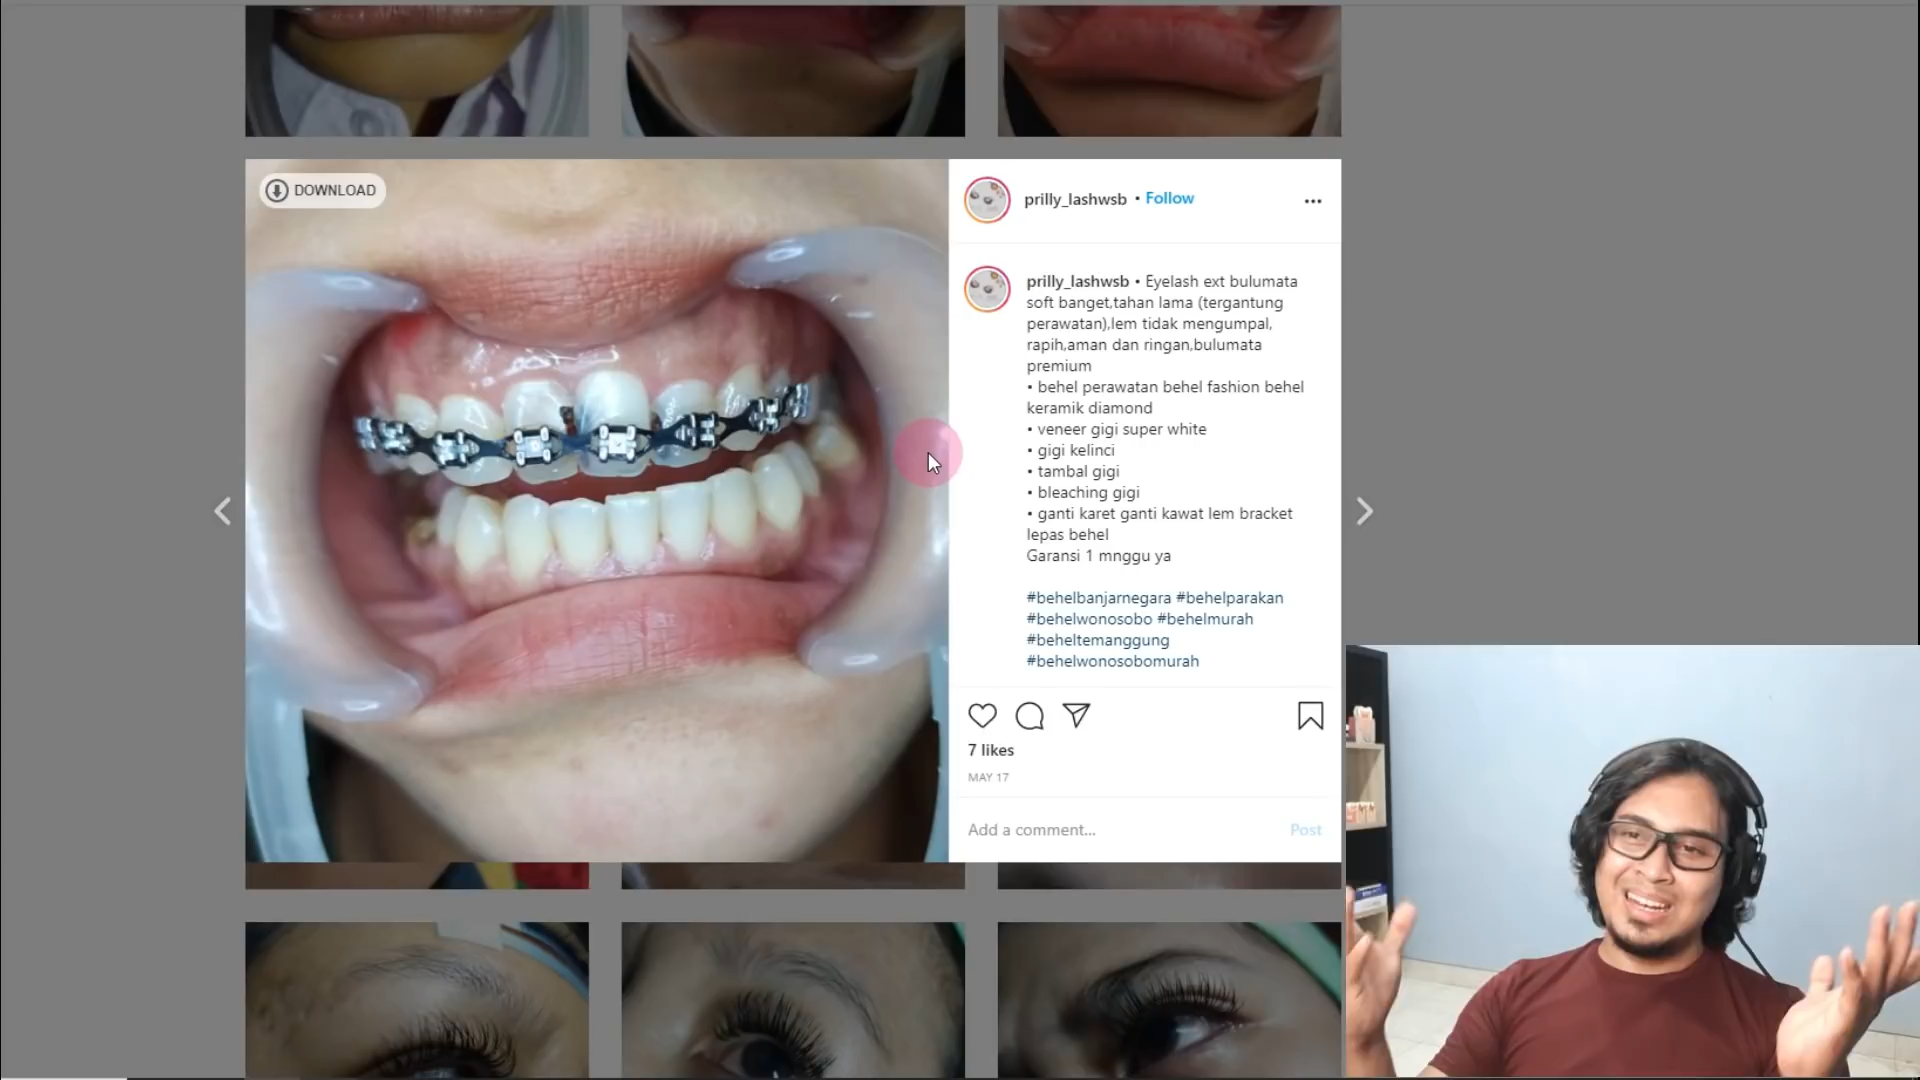 DOWNLOAD
prilly_lashwsb • Follow
prilly_lashwsb • Eyelash ext bulumata
soft banget,tahan lama (tergantung
perawatan),lem tidak mengumpal,
rapih,aman dan ringan,bulumata
premium
• behel perawatan behel fashion behel
keramik diamond
• veneer gigi super white
• gigi kelinci
• tambal gigi
• bleaching gigi
• ganti karet ganti kawat lem bracket
lepas behel
Garansi 1 mnggu ya
#behelbanjarnegara #behelparakan
#behelwonosobo #behelmurah
#beheltemanggung
#behelwonosobomurah
7 likes
MAY 17
Add a comment... Post